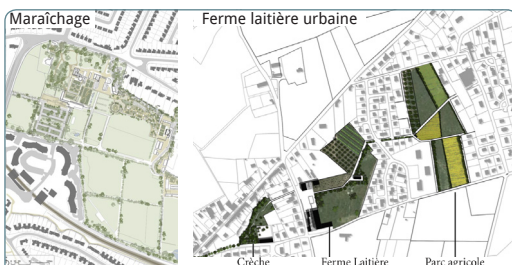 Maraîchage
Ferme laitière urbaine
Crèche
Ferme Laitière
Parc agricole